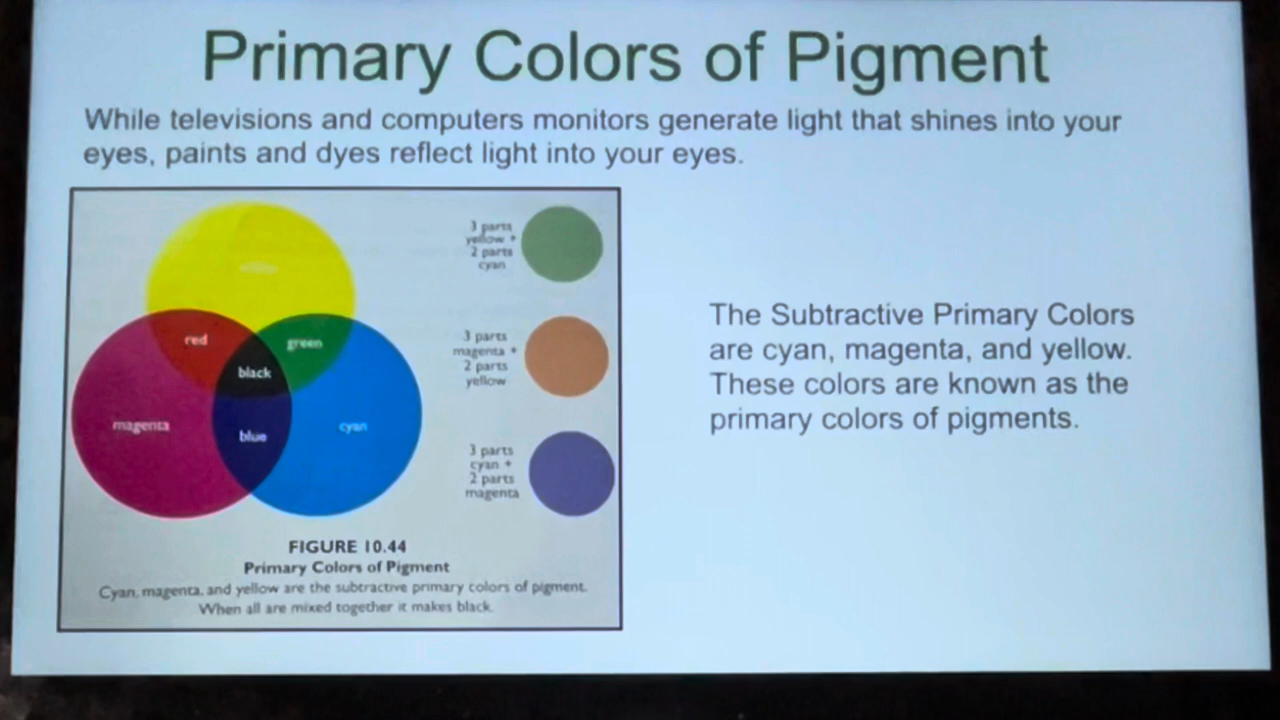 Primary Colors of Pigment
While televisions and computers monitors generate light that shines into your
eyes, paints and dyes reflect light into your eyes.
red
green
black
magenta
blue
cyan
3 parts
yellow +
2 parts
cyan
3 parts
magenta +
2 parts
yellow
3 parts
cyan +
2 parts
magenta
FIGURE 10.44
Primary Colors of Pigment
Cyan, magenta, and yellow are the subtractive primary colors of pigment.
When all are mixed together it makes black.
The Subtractive Primary Colors
are cyan, magenta, and yellow.
These colors are known as the
primary colors of pigments.